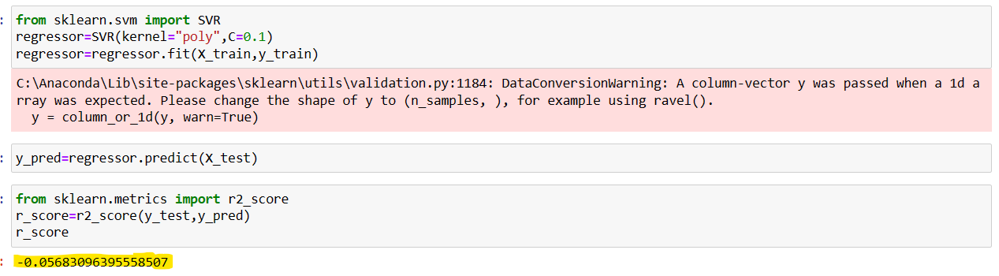 : from sklearn.svm import SVR
regressor=SVR(kernel="poly",C=0.1)
regressor=regressor.fit(X_train,y_train)
C:\Anaconda\Lib\site-packages\sklearn\utils\validation.py:1184: DataConversionWarning: A column-vector y was passed when a 1d a
rray was expected. Please change the shape of y to (n_samples, ), for example using ravel().
  y = column_or_1d(y, warn=True)
: y_pred=regressor.predict(X_test)
: from sklearn.metrics import r2_score
r_score=r2_score(y_test,y_pred)
r_score
: -0.05683096395558507